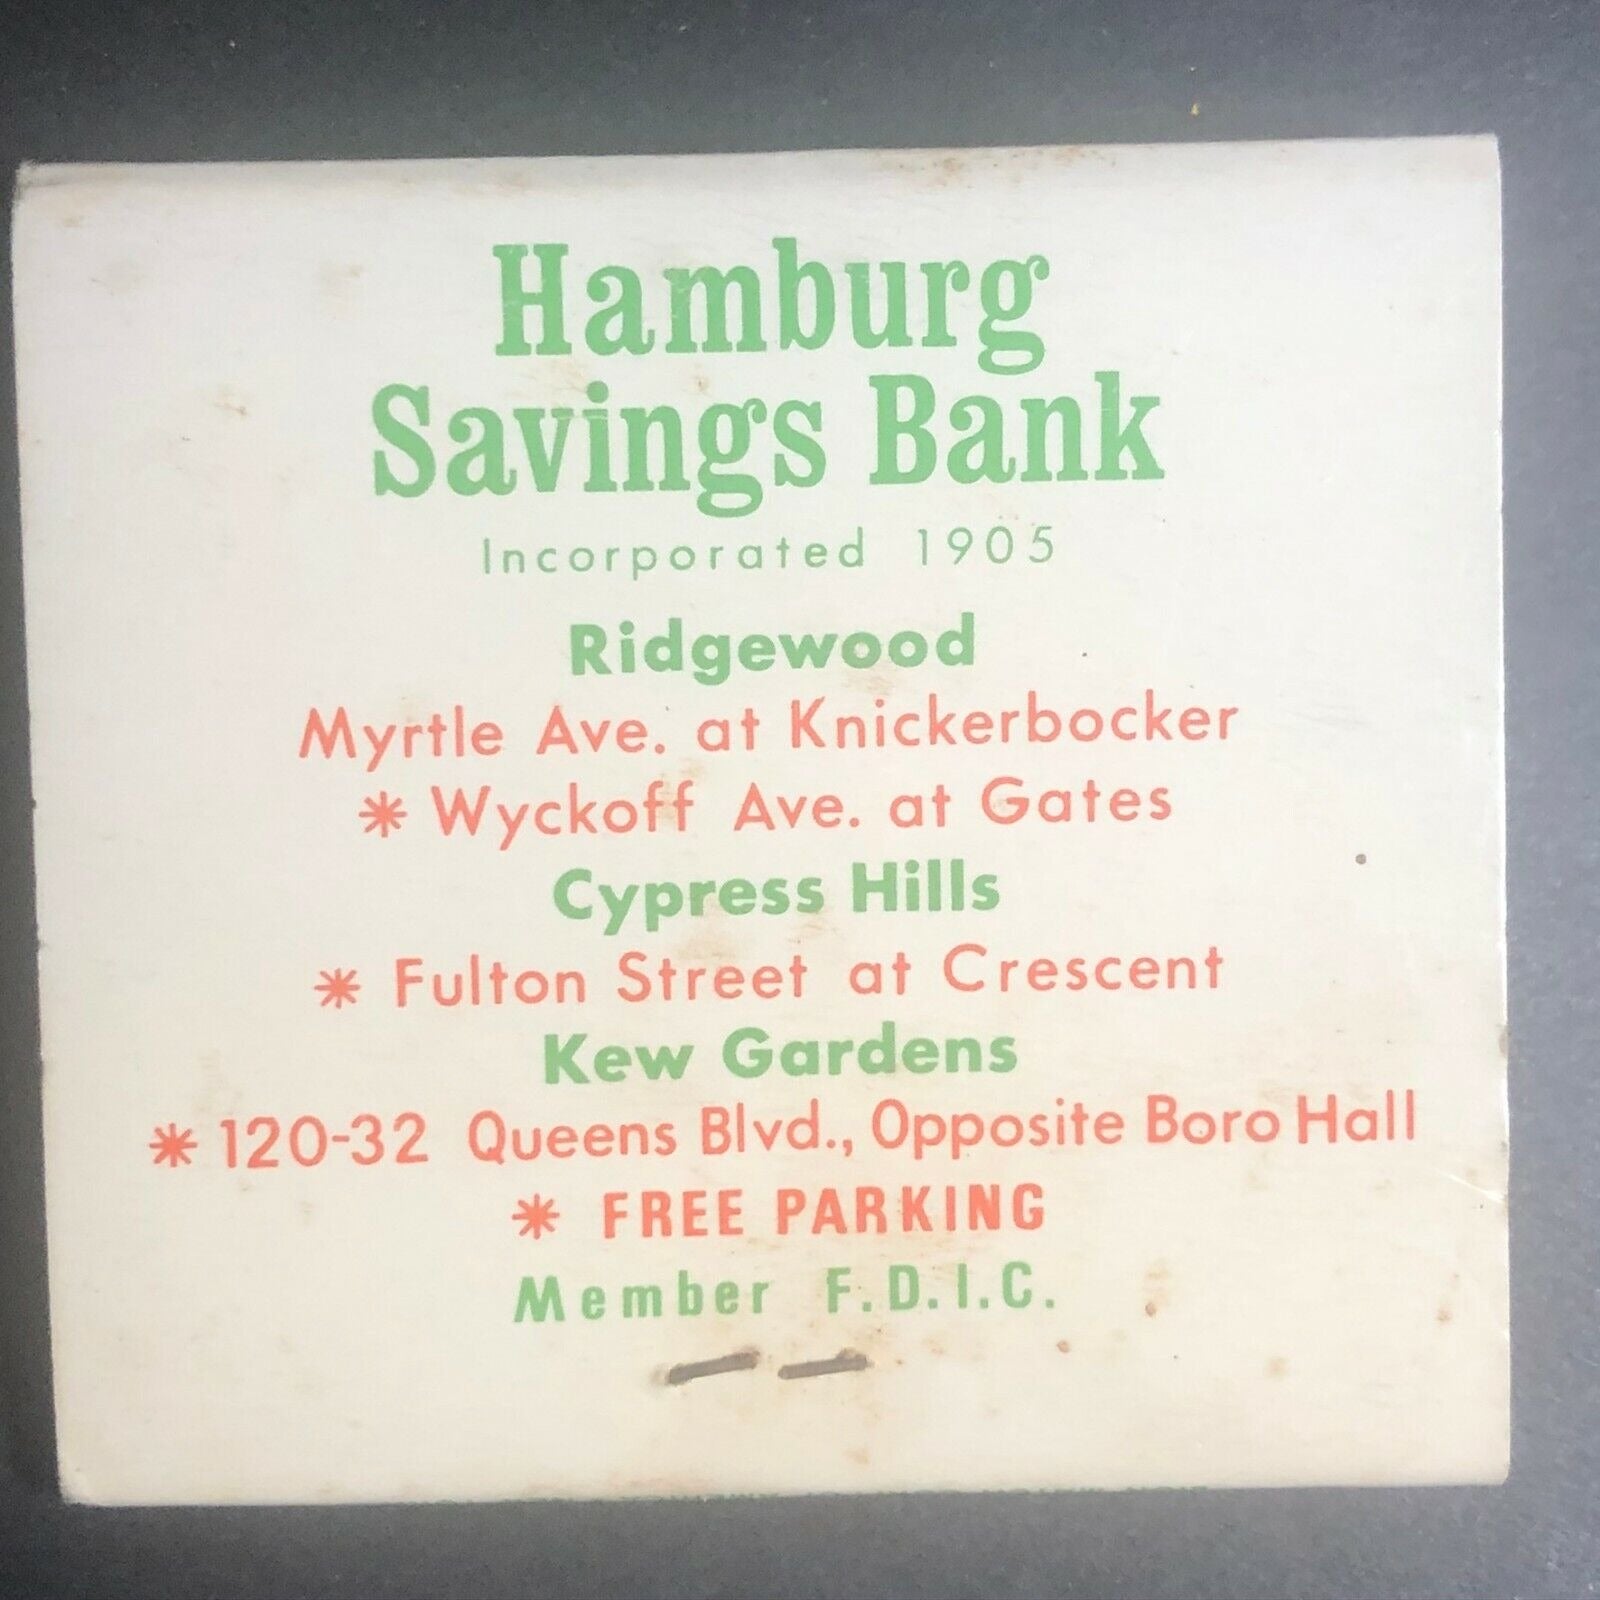 Hamburg
Savings Bank
Incorporated 1905
Ridgewood
Myrtle Ave. at Knickerbocker
* Wyckoff Ave. at Gates
Cypress Hills
* Fulton Street at Crescent
Kew Gardens
* 120-32 Queens Blvd., Opposite Boro Hall
* FREE PARKING
Member F.D.I.C.